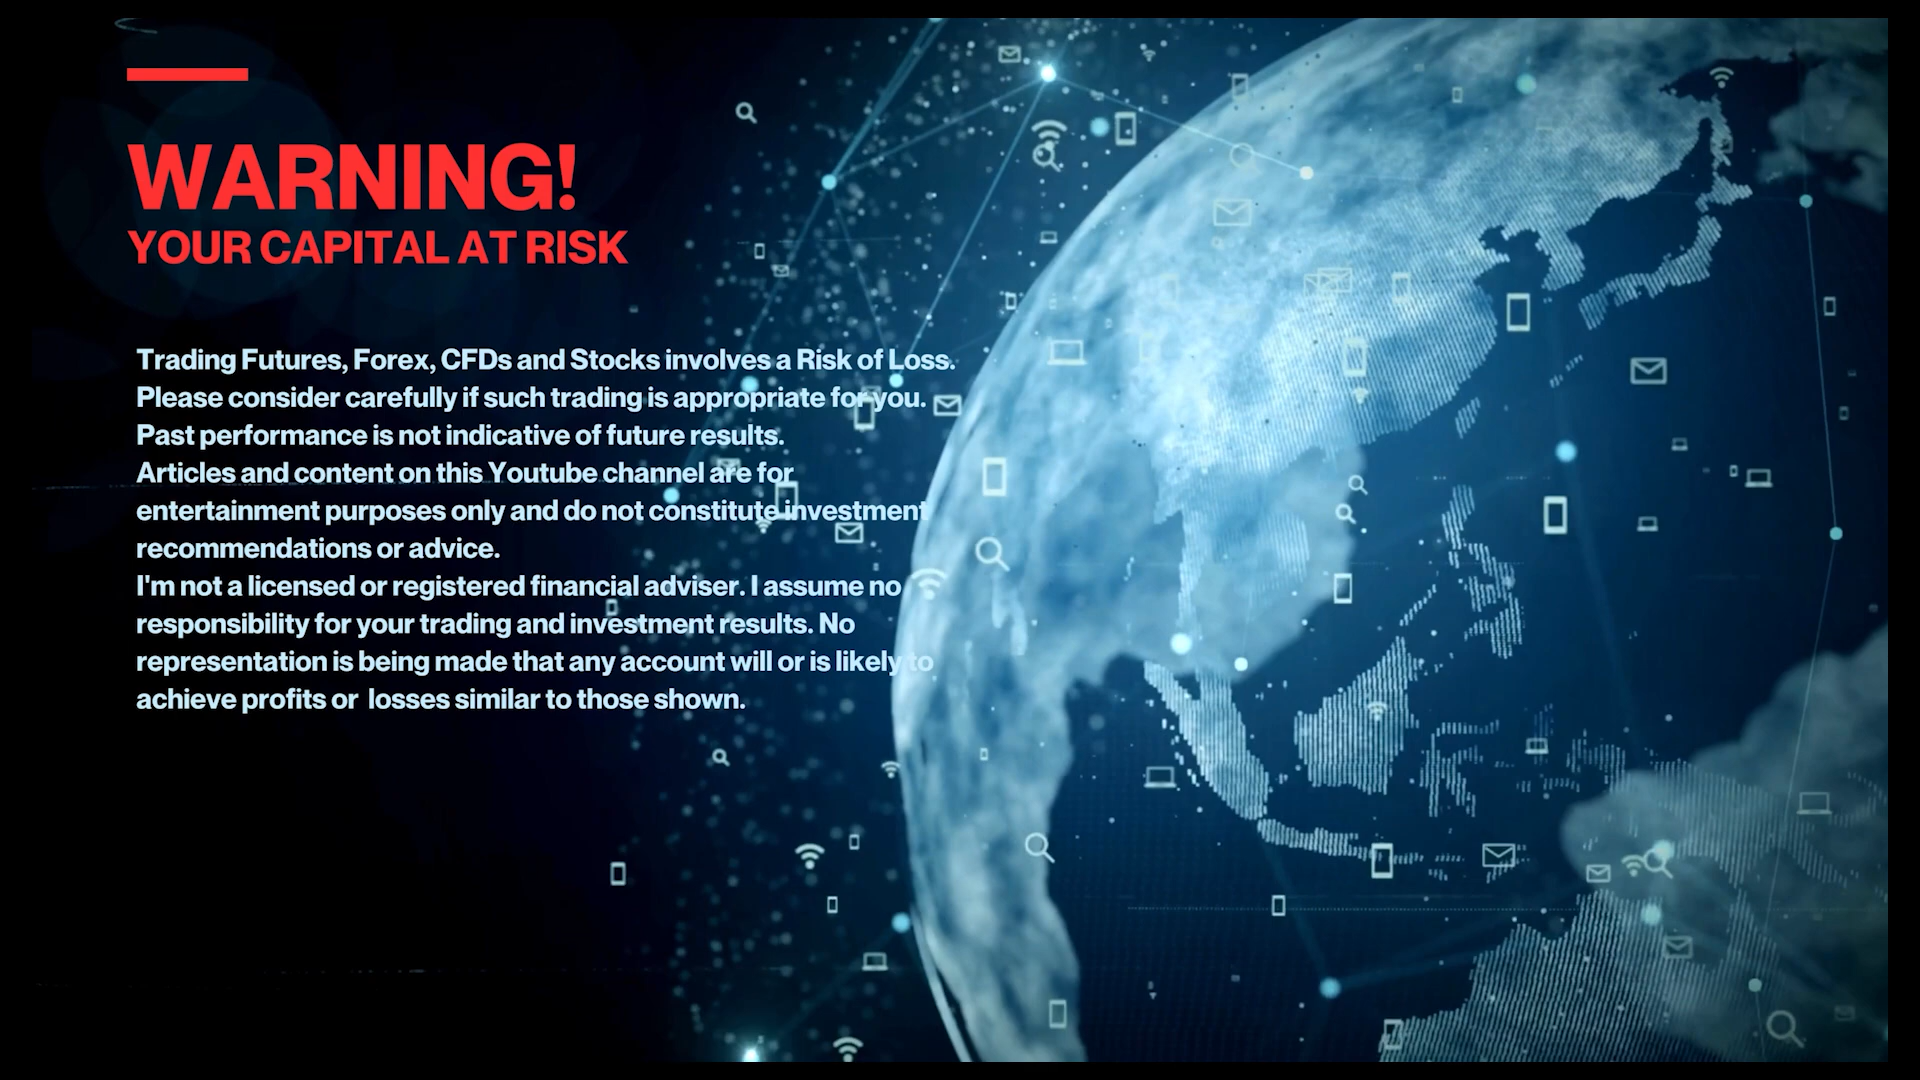 WARNING!
YOUR CAPITAL AT RISK
Trading Futures, Forex, CFDs and Stocks involves a Risk of Loss.
Please consider carefully if such trading is appropriate for you.
Past performance is not indicative of future results.
Articles and content on this Youtube channel are for
entertainment purposes only and do not constitute investment
recommendations or advice.
I'm not a licensed or registered financial adviser. I assume no
responsibility for your trading and investment results. No
representation is being made that any account will or is likely to
achieve profits or  losses similar to those shown.